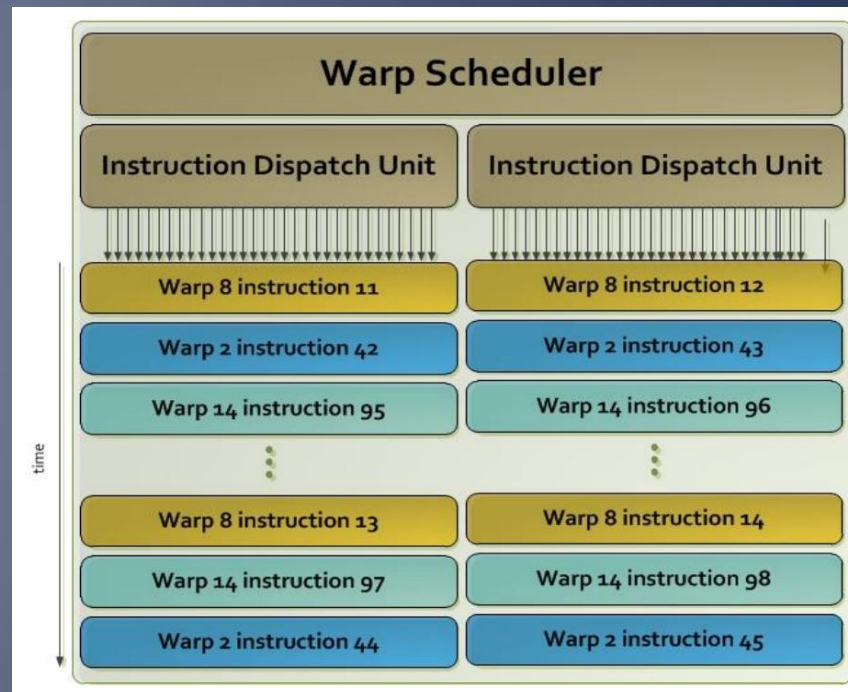 Warp Scheduler
Instruction Dispatch Unit
Instruction Dispatch Unit
Warp 8 instruction 11
Warp 8 instruction 12
Warp 2 instruction 42
Warp 2 instruction 43
Warp 14 instruction 95
Warp 14 instruction 96
time
Warp 8 instruction 13
Warp 8 instruction 14
Warp 14 instruction 97
Warp 14 instruction 98
Warp 2 instruction 44
Warp 2 instruction 45